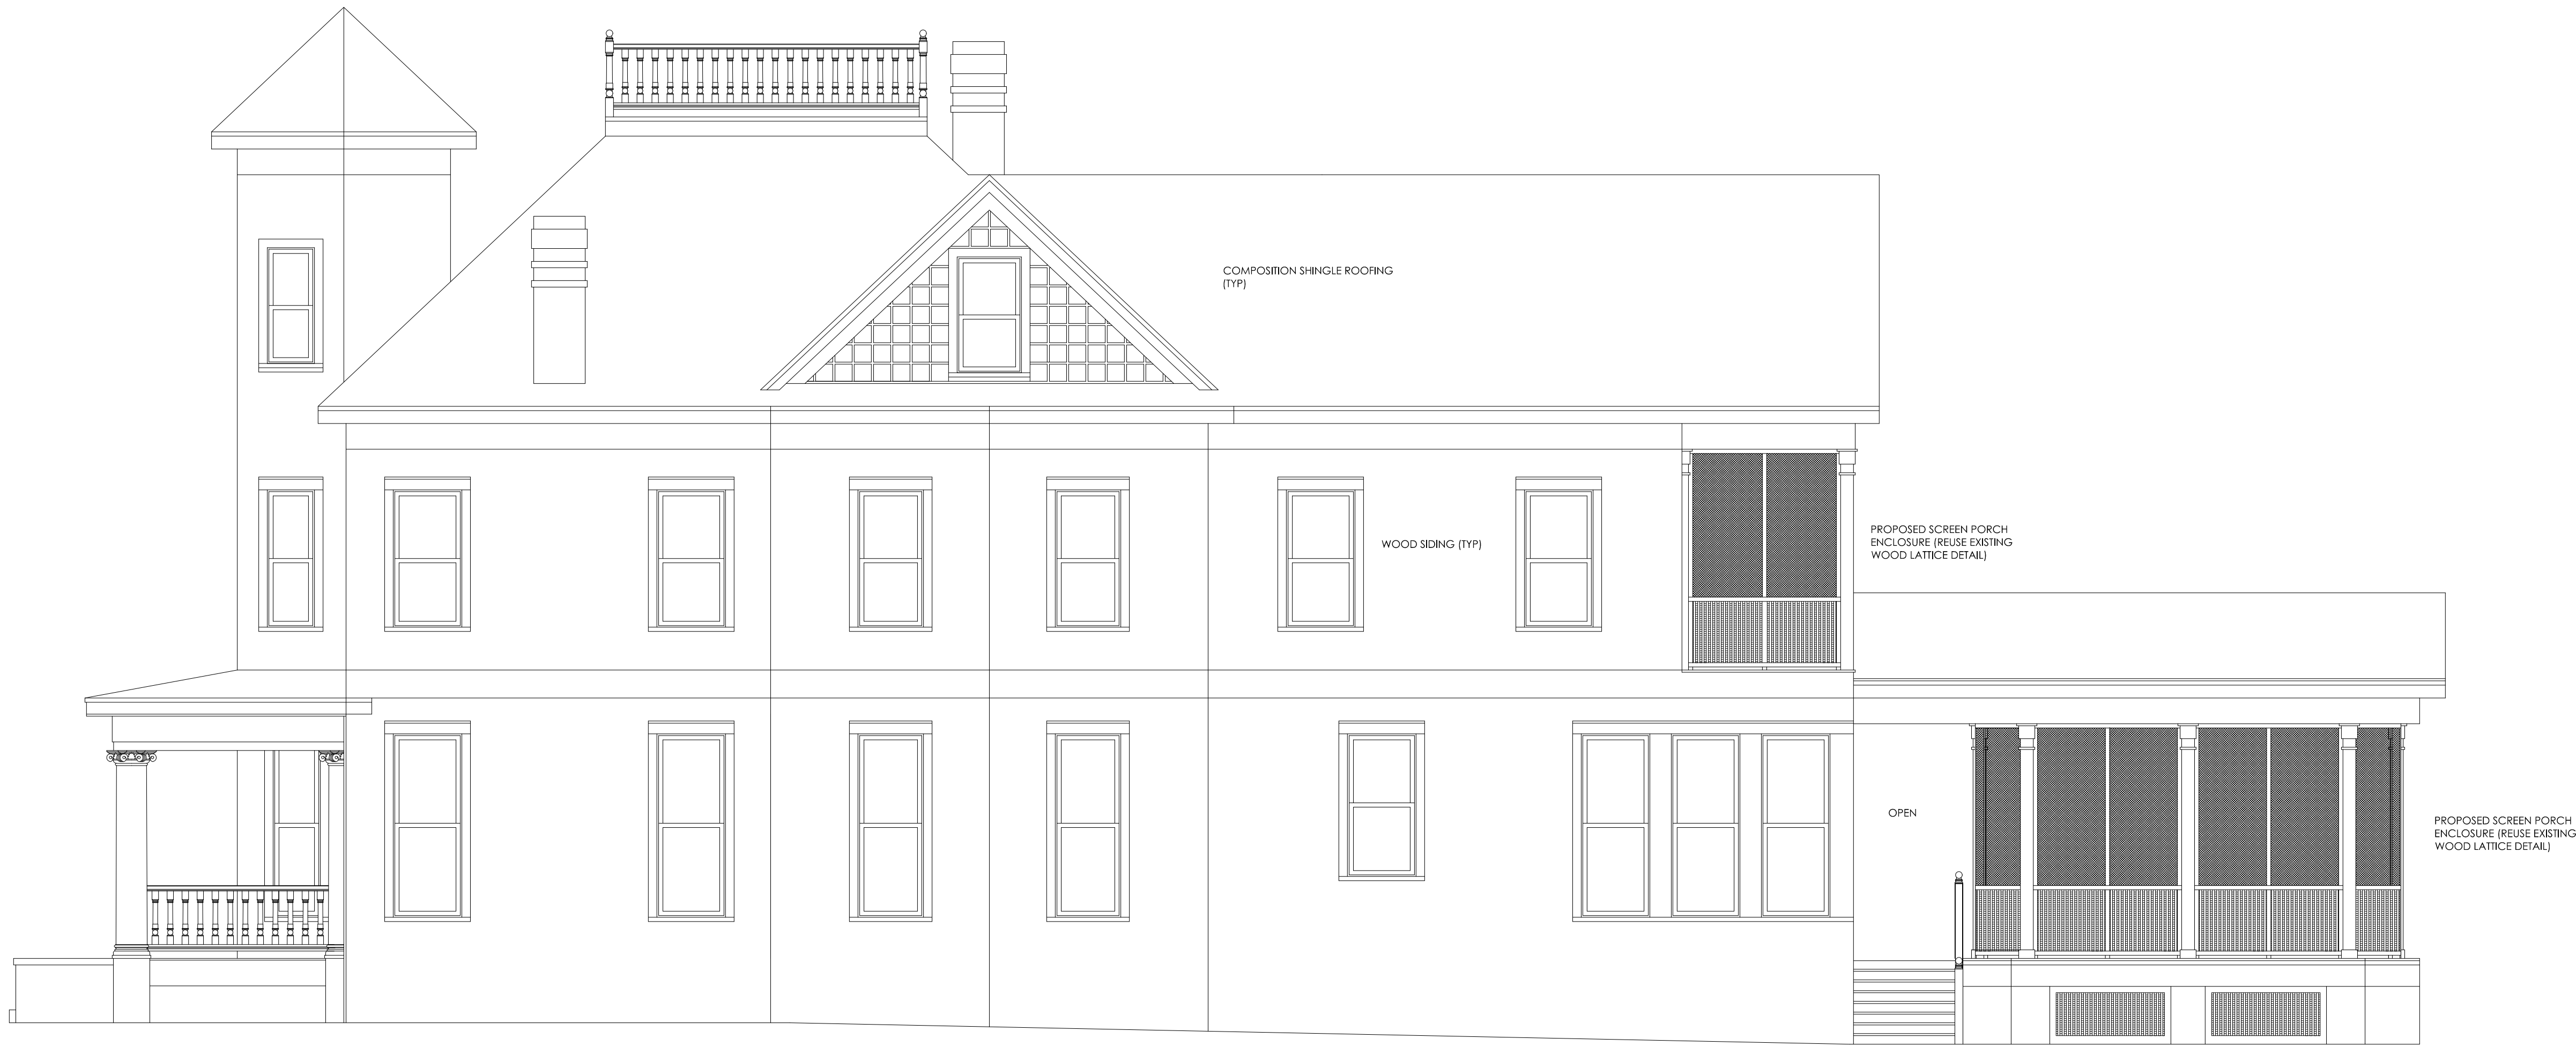 COMPOSITION SHINGLE ROOFING
(TYP)
WOOD SIDING (TYP)
PROPOSED SCREEN PORCH
ENCLOSURE (REUSE EXISTING
WOOD LATTICE DETAIL)
OPEN
PROPOSED SCREEN PORCH
ENCLOSURE (REUSE EXISTING
WOOD LATTICE DETAIL)